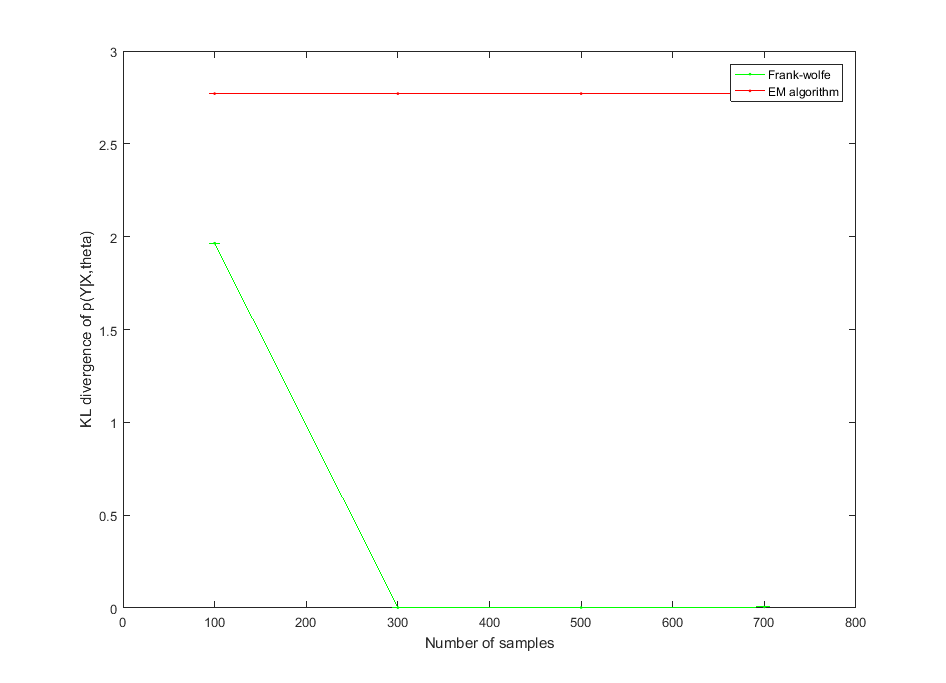 3
2.5
2
1.5
1
0.5
0
0 100 200 300 400 500 600 700 800
Number of samples
KL divergence of p(Y|X,theta)
Frank-wolfe
EM algorithm